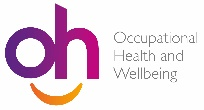 oh
Occupational
Health and
Wellbeing